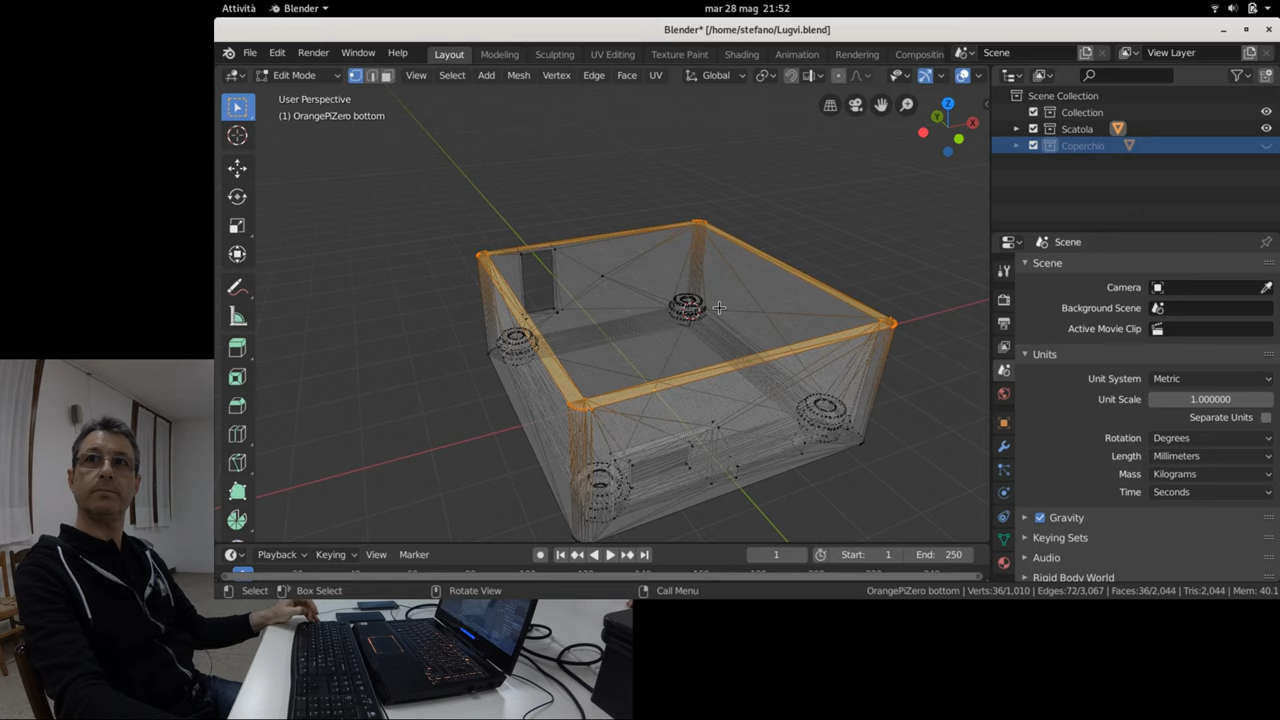 Attività
Blender
mar 28 mag 21:52
Blender* [/home/stefano/Lugvi.blend]
File Edit Render Window Help
Layout Modeling Sculpting UV Editing Texture Paint Shading Animation Rendering Compositin
Scene
View Layer
Edit Mode
View Select Add Mesh Vertex Edge Face UV
Global
User Perspective
(1) OrangePiZero bottom
Z
Y
X
Scene Collection
Collection
Scatola
Coperchio
Scene
Scene
Camera
Background Scene
Active Movie Clip
Units
Unit System Metric
Unit Scale 1.000000
Separate Units
Rotation Degrees
Length Millimeters
Mass Kilograms
Time Seconds
Gravity
Keying Sets
Audio
Rigid Body World
Playback Keying View Marker
1
Start: 1
End: 250
Select Box Select Rotate View Call Menu
OrangePiZero bottom | Verts:36/1,010 | Edges:72/3,067 | Faces:36/2,044 | Tris:2,044 | Mem: 40.1